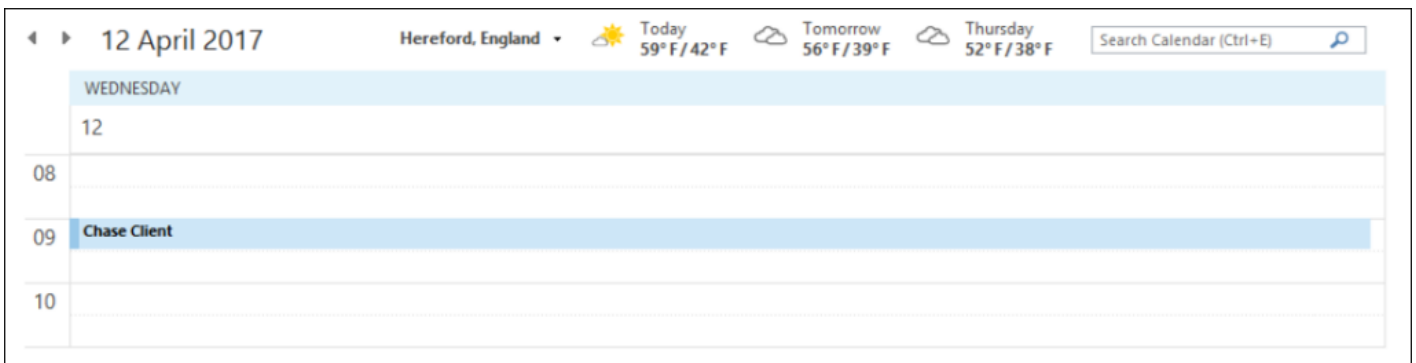 12 April 2017
Hereford, England
Today
59° F / 42° F
Tomorrow
56° F / 39° F
Thursday
52° F / 38° F
Search Calendar (Ctrl+E)
WEDNESDAY
12
08
09
Chase Client
10